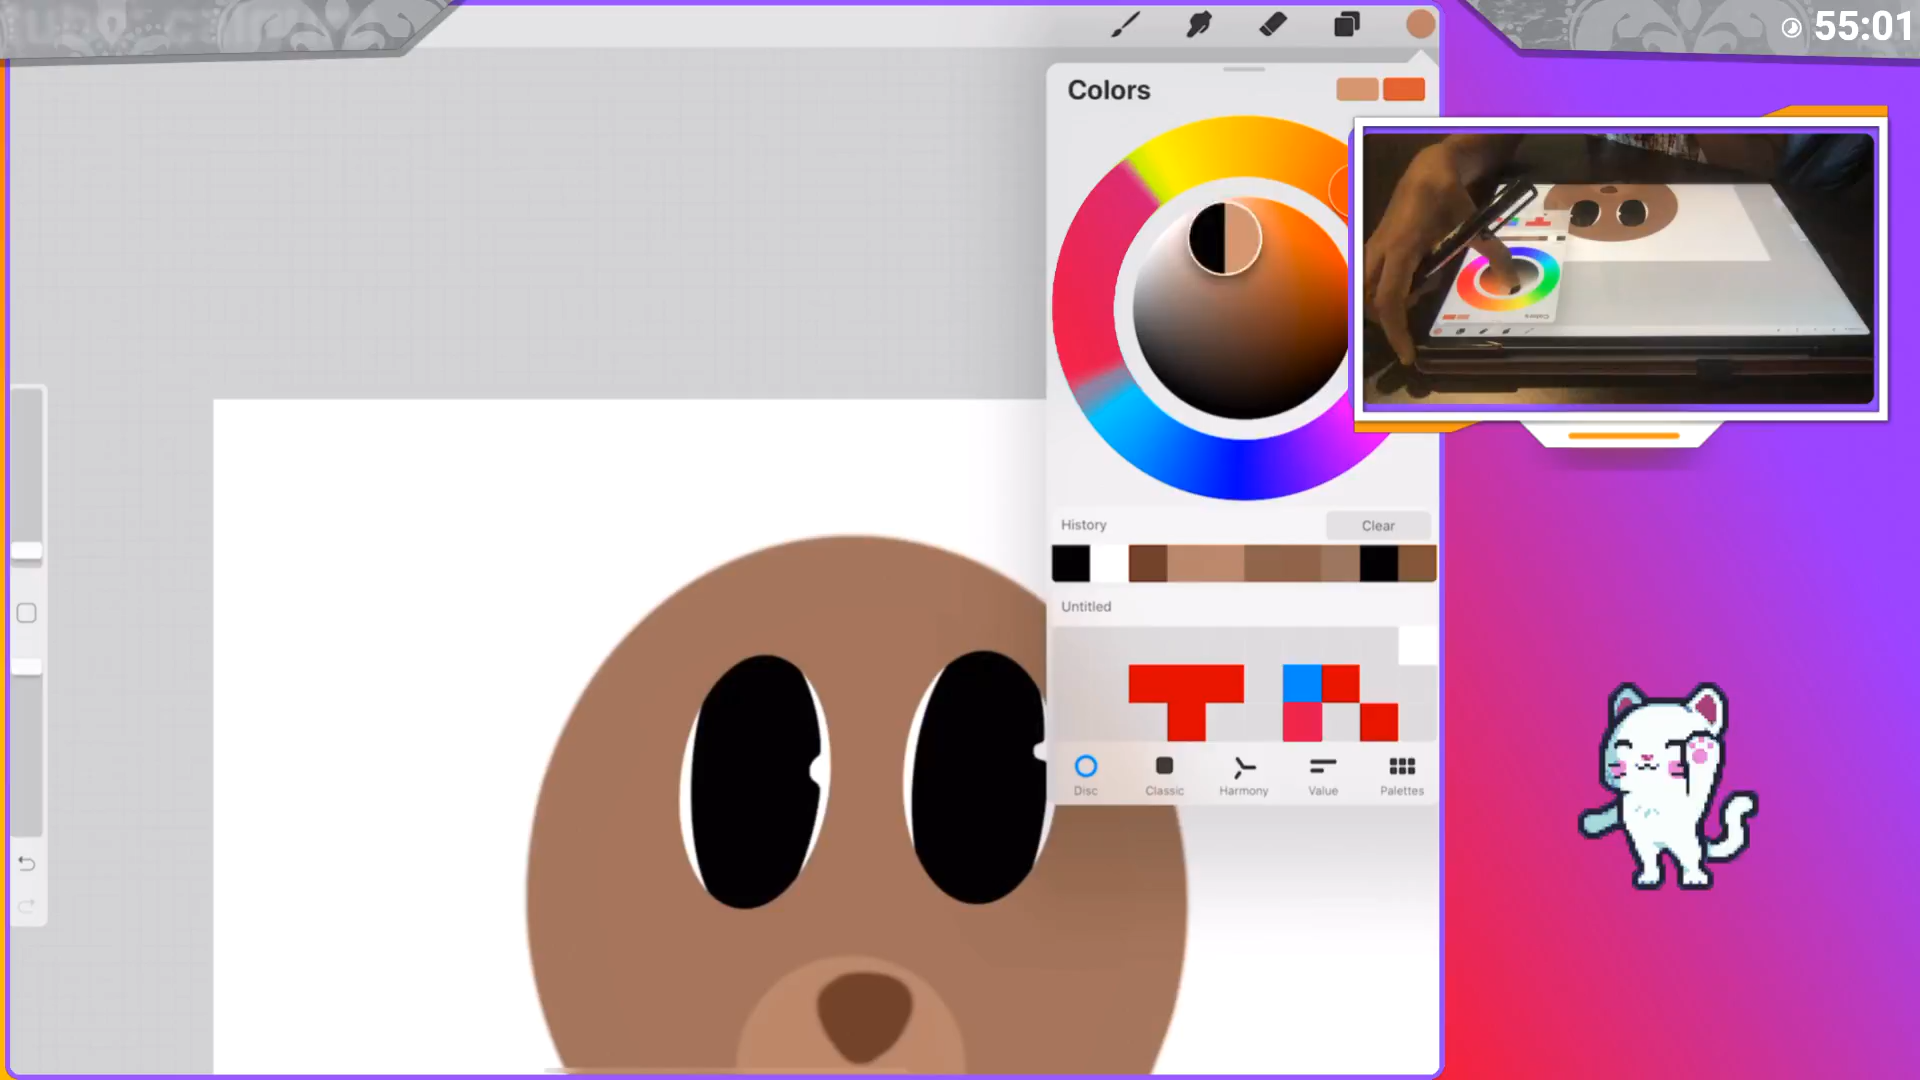 55:01
Colors
History
Clear
Untitled
Disc
Classic
Harmony
Value
Palettes